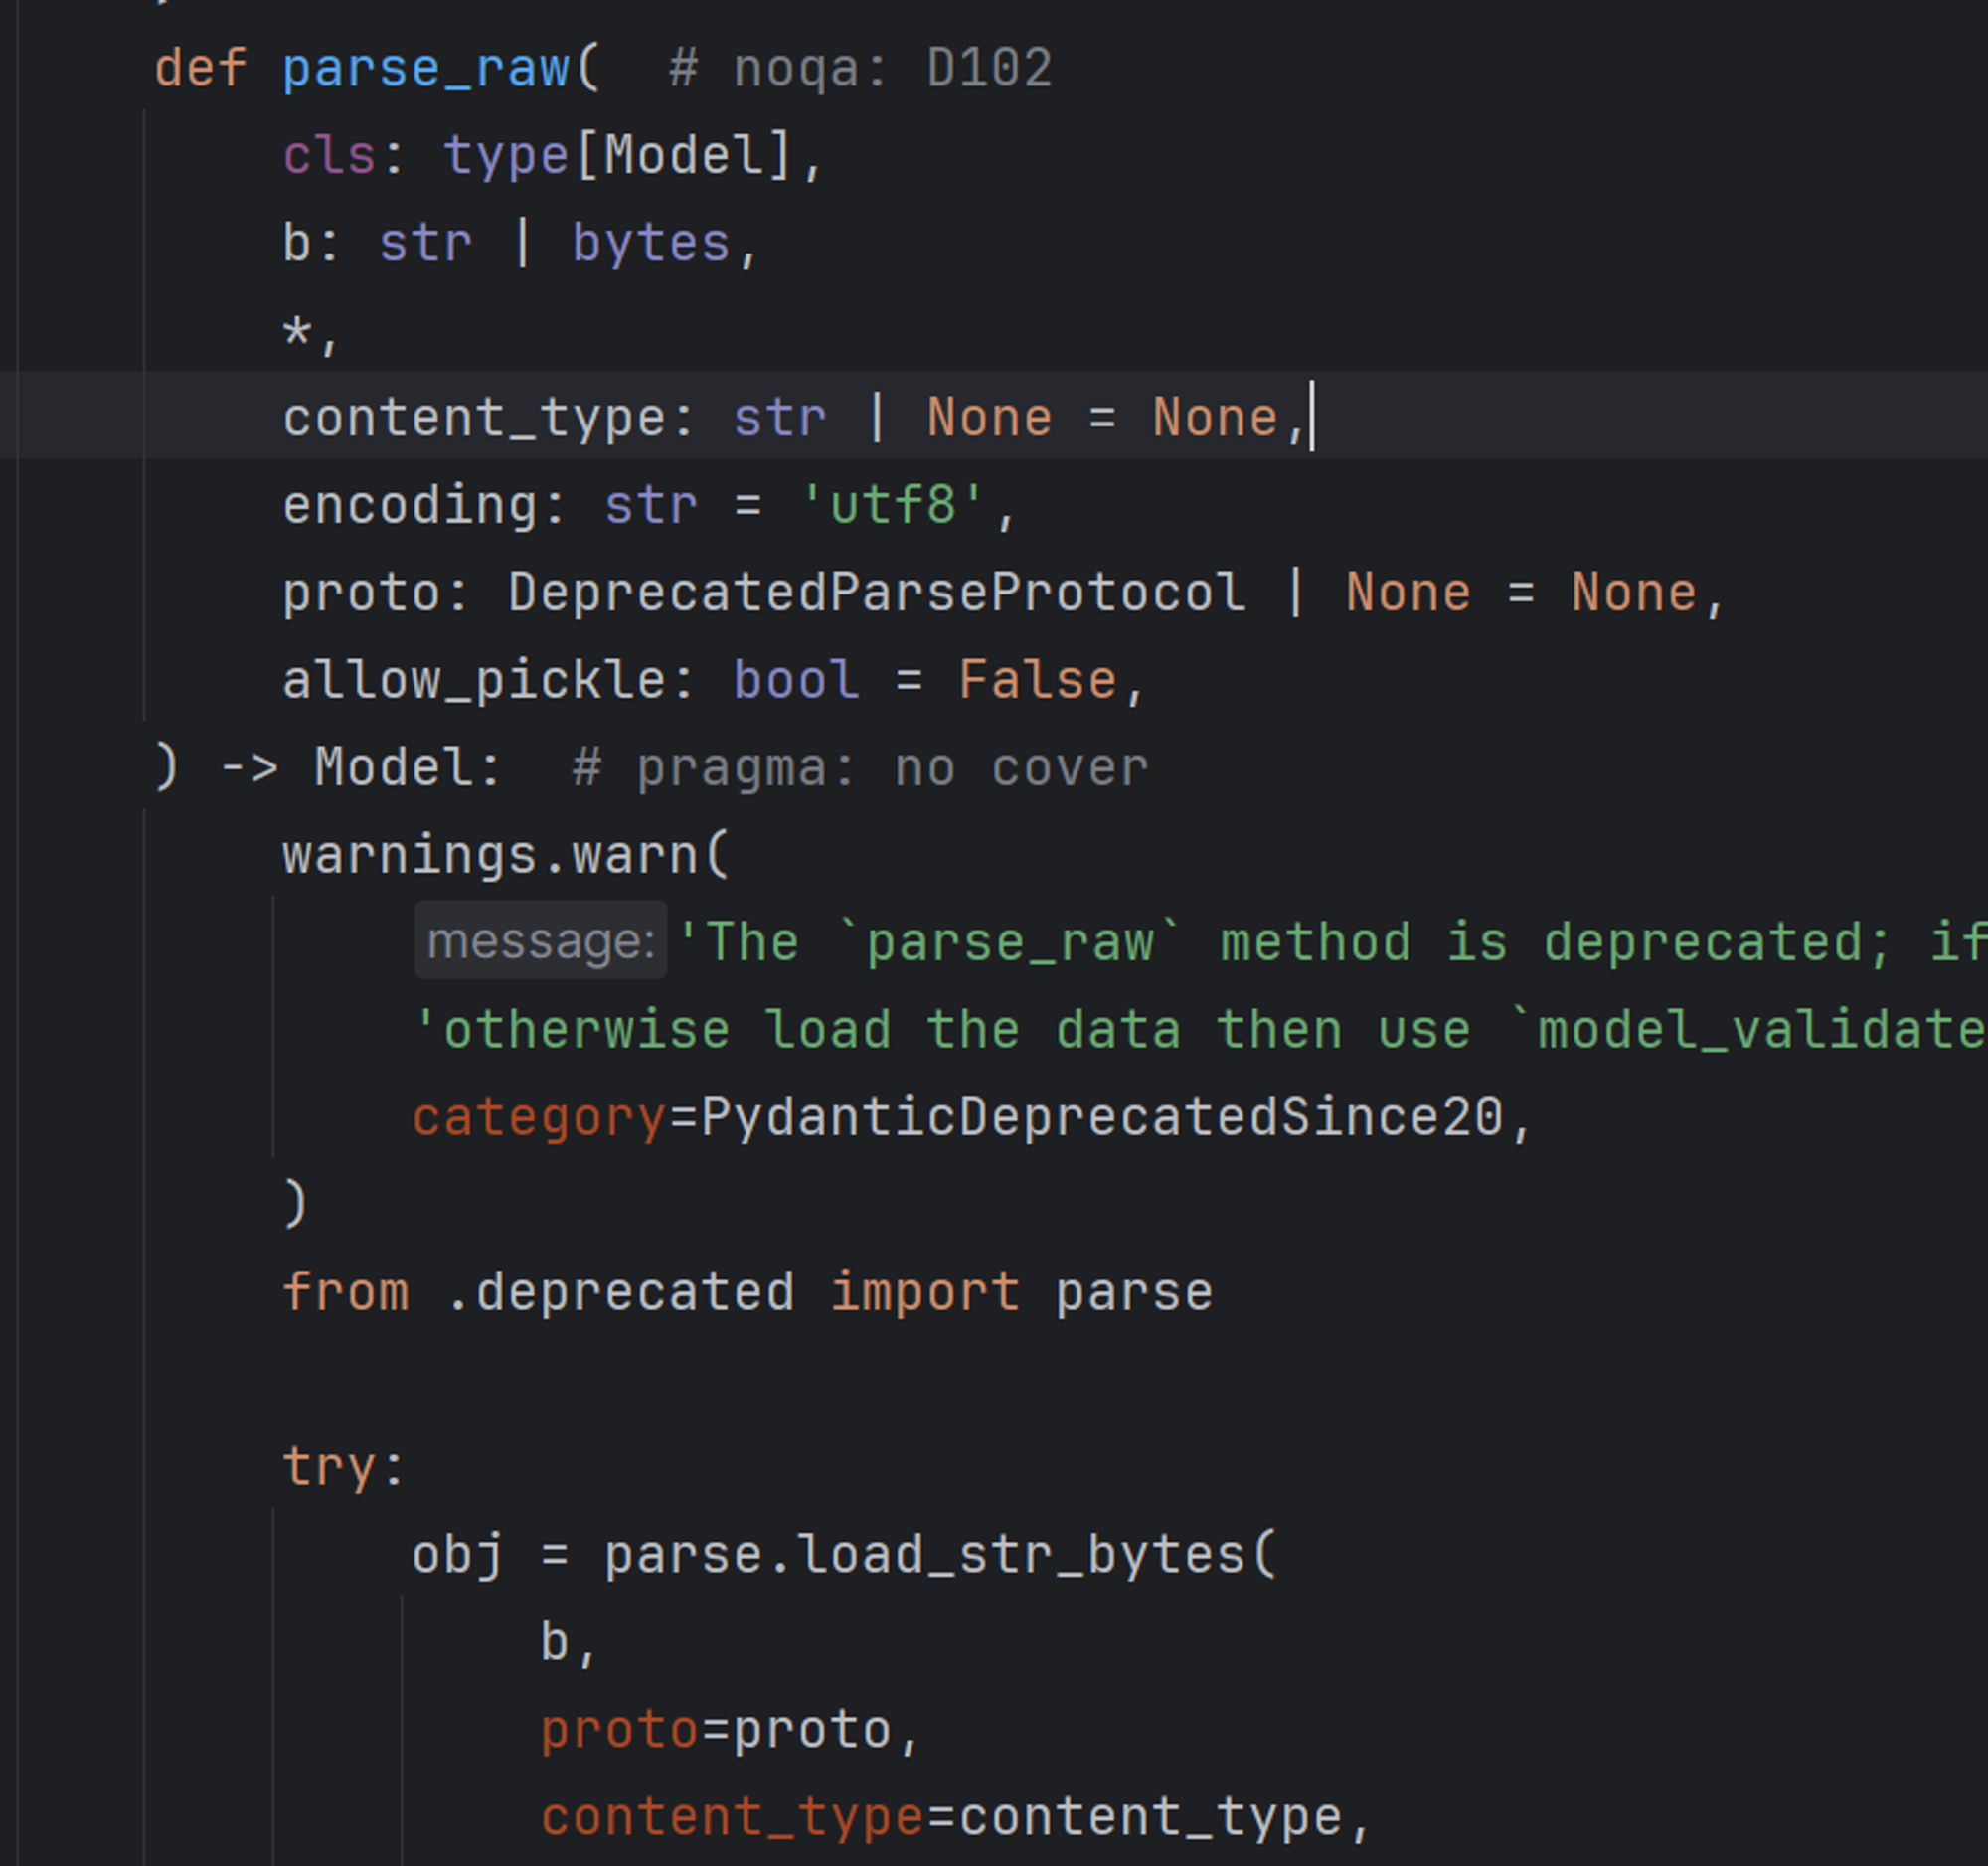 def parse_raw(  # noqa: D102
    cls: type[Model],
    b: str | bytes,
    *,
    content_type: str | None = None,
    encoding: str = 'utf8',
    proto: DeprecatedParseProtocol | None = None,
    allow_pickle: bool = False,
) -> Model:  # pragma: no cover
    warnings.warn(
        message: 'The `parse_raw` method is deprecated; if
        'otherwise load the data then use `model_validate
        category=PydanticDeprecatedSince20,
    )
    from .deprecated import parse
    try:
        obj = parse.load_str_bytes(
            b,
            proto=proto,
            content_type=content_type,